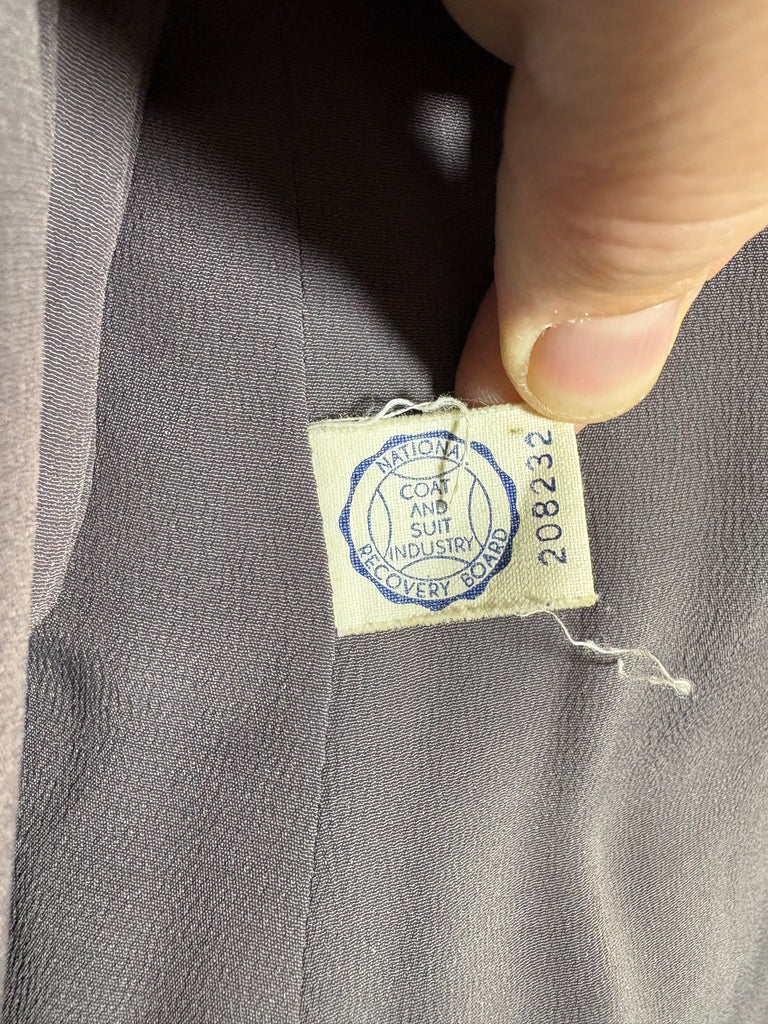 NATIONAL
COAT
AND
SUIT
INDUSTRY
RECOVERY BOARD
208232